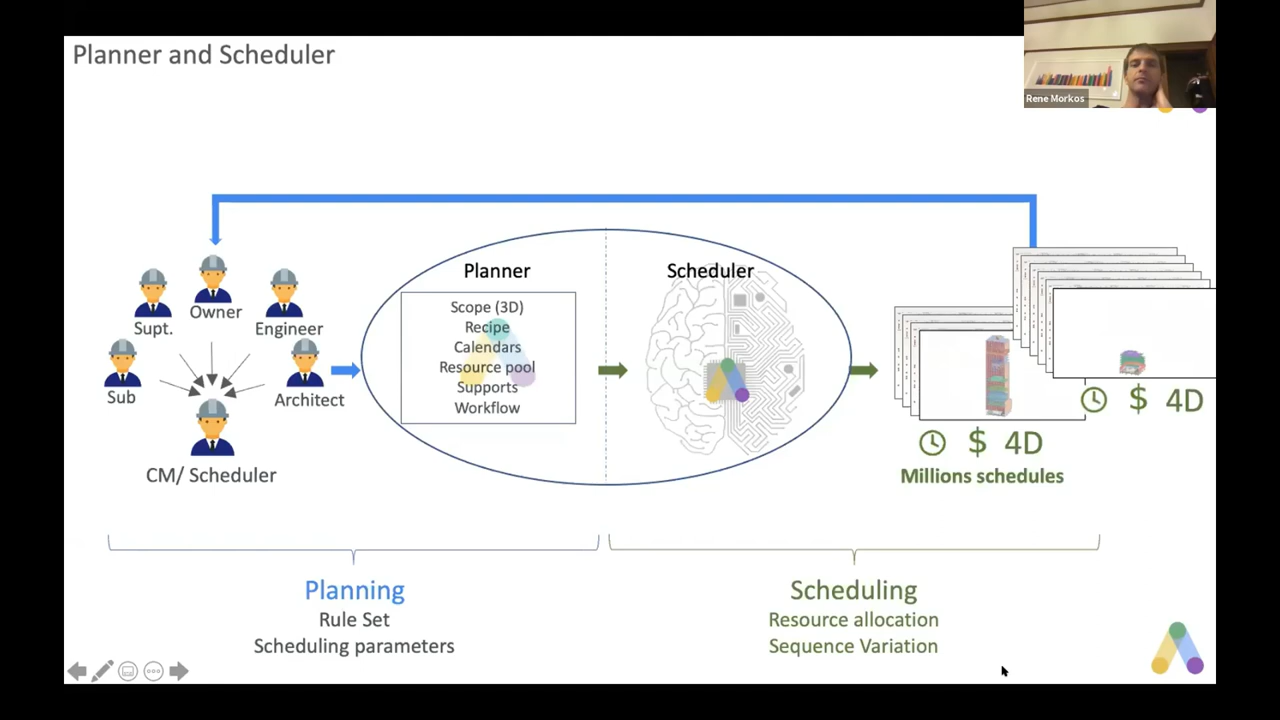 Planner and Scheduler
Rene Morkos
Supt.
Owner
Engineer
Sub
Architect
CM/ Scheduler
Planner
Scope (3D)
Recipe
Calendars
Resource pool
Supports
Workflow
Scheduler
$ 4D
$ 4D
Millions schedules
Planning
Rule Set
Scheduling parameters
Scheduling
Resource allocation
Sequence Variation